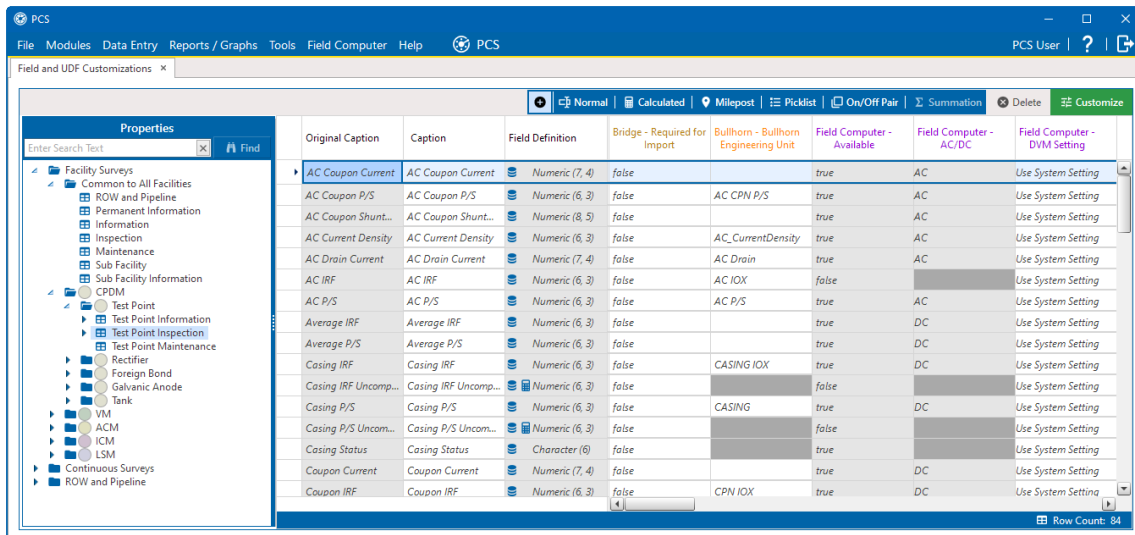 PCS
File Modules Data Entry Reports / Graphs Tools Field Computer Help PCS PCS User | ? |
Field and UDF Customizations ×
Normal | Calculated | Milepost | Picklist | On/Off Pair | Σ Summation Delete Customize
Properties
Enter Search Text × Find
Facility Surveys
Common to All Facilities
ROW and Pipeline
Permanent Information
Information
Inspection
Maintenance
Sub Facility
Sub Facility Information
CPDM
Test Point
Test Point Information
Test Point Inspection
Test Point Maintenance
Rectifier
Foreign Bond
Galvanic Anode
Tank
VM
ACM
ICM
LSM
Continuous Surveys
ROW and Pipeline
Original Caption Caption Field Definition Bridge - Required for Import Bullhorn - Bullhorn Engineering Unit Field Computer - Available Field Computer - AC/DC Field Computer - DVM Setting
AC Coupon Current AC Coupon Current Numeric (7, 4) false true AC Use System Setting
AC Coupon P/S AC Coupon P/S Numeric (6, 3) false AC CPN P/S true AC Use System Setting
AC Coupon Shunt... AC Coupon Shunt... Numeric (8, 5) false true AC Use System Setting
AC Current Density AC Current Density Numeric (6, 3) false AC_CurrentDensity true AC Use System Setting
AC Drain Current AC Drain Current Numeric (7, 4) false AC Drain true AC Use System Setting
AC IRF AC IRF Numeric (6, 3) false AC IOX false Use System Setting
AC P/S AC P/S Numeric (6, 3) false AC P/S true AC Use System Setting
Average IRF Average IRF Numeric (6, 3) false true DC Use System Setting
Average P/S Average P/S Numeric (6, 3) false true DC Use System Setting
Casing IRF Casing IRF Numeric (6, 3) false CASING IOX true DC Use System Setting
Casing IRF Uncomp... Casing IRF Uncomp... Numeric (6, 3) false false Use System Setting
Casing P/S Casing P/S Numeric (6, 3) false CASING true DC Use System Setting
Casing P/S Uncom... Casing P/S Uncom... Numeric (6, 3) false false Use System Setting
Casing Status Casing Status Character (6) false true Use System Setting
Coupon Current Coupon Current Numeric (7, 4) false true DC Use System Setting
Coupon IRF Coupon IRF Numeric (6, 3) false CPN IOX true DC Use System Setting
Row Count: 84